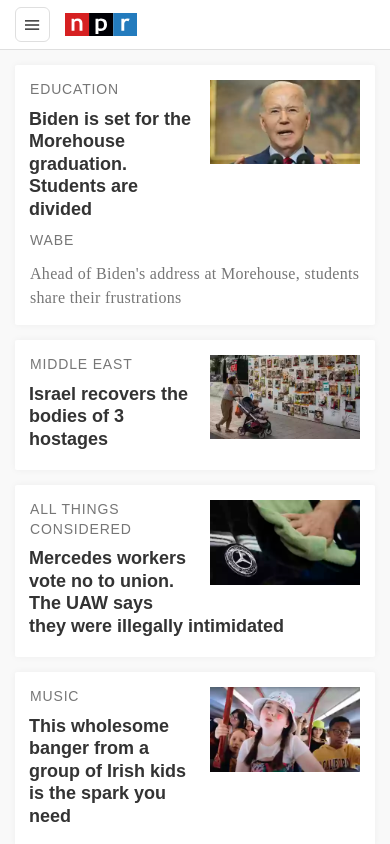 npr
EDUCATION
Biden is set for the
Morehouse
graduation.
Students are
divided
WABE
Ahead of Biden's address at Morehouse, students
share their frustrations
MIDDLE EAST
Israel recovers the
bodies of 3
hostages
ALL THINGS
CONSIDERED
Mercedes workers
vote no to union.
The UAW says
they were illegally intimidated
MUSIC
This wholesome
banger from a
group of Irish kids
is the spark you
need